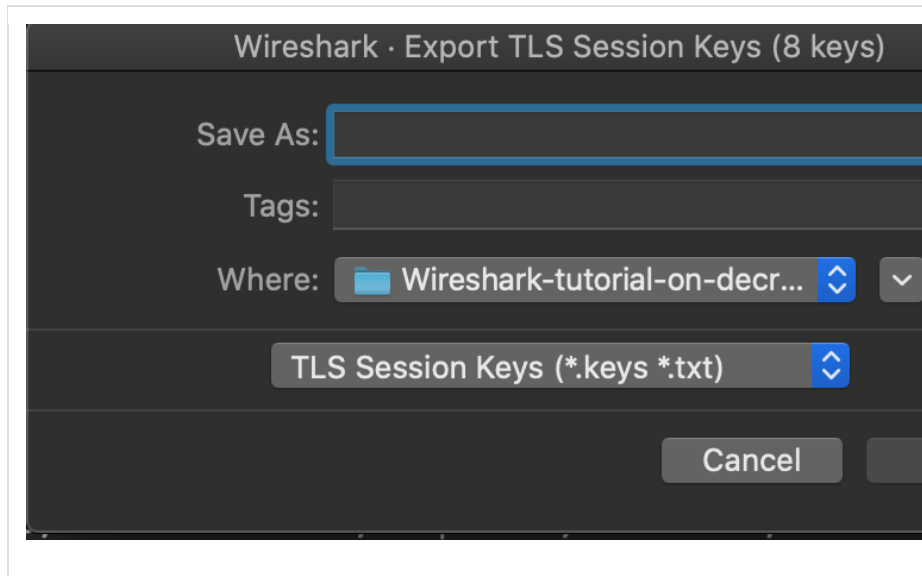 Wireshark · Export TLS Session Keys (8 keys)
Save As:
Tags:
Where: Wireshark-tutorial-on-decr...
TLS Session Keys (*.keys *.txt)
Cancel